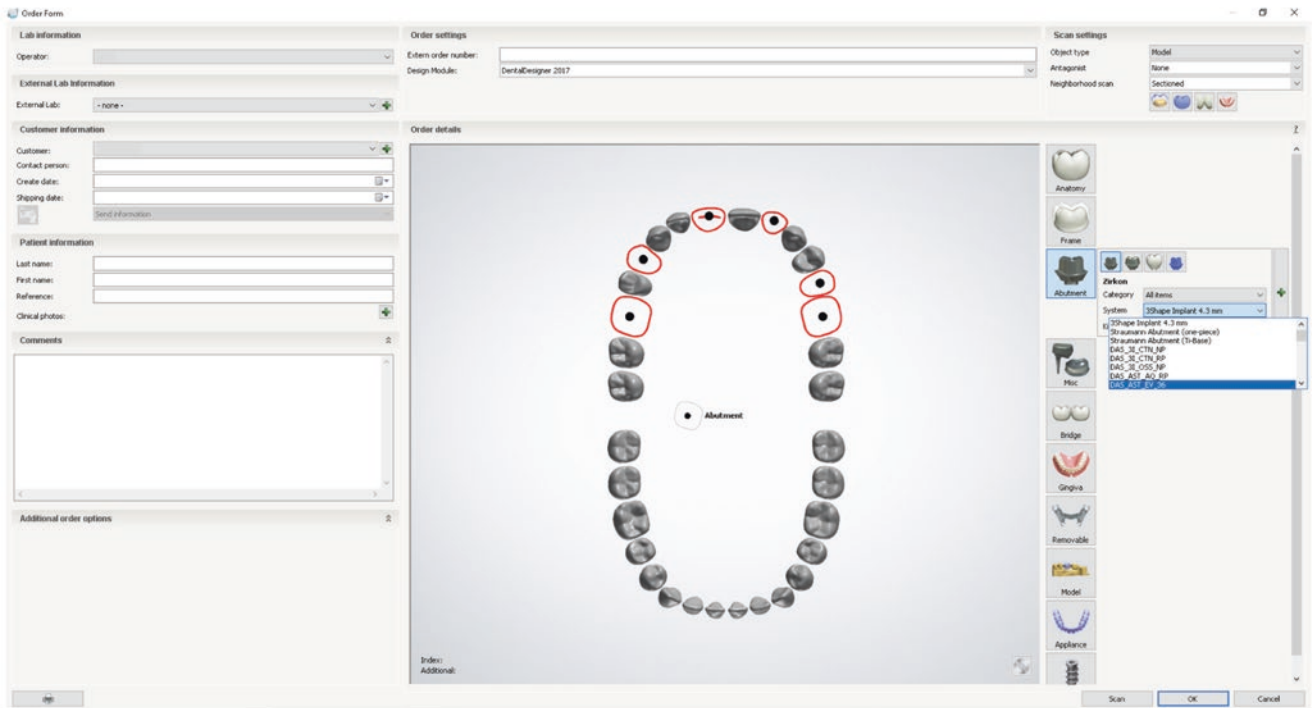 Order Form
Lab information
Operator:
External Lab Information
External Lab: - none -
Customer information
Customer:
Contact person:
Create date:
Shipping date:
Send information
Patient information
Last name:
First name:
Reference:
Clinical photos:
Comments
Additional order options
Order settings
Extern order number:
Design Module: DentalDesigner 2017
Order details
Abutment
Index:
Additional:
Scan settings
Object type Model
Antagonist None
Neighborhood scan Sectioned
Anatomy
Frame
Abutment
Zirkon
Category All items
System 3Shape Implant 4.3 mm
3Shape Implant 4.3 mm
Straumann Abutment (one-piece)
Straumann Abutment (Ti-Base)
DAS_3I_CTN_NP
DAS_3I_CTN_RP
DAS_3I_OSS_NP
DAS_AST_AO_RP
DAS_AST_EV_36
Misc
Bridge
Gingiva
Removable
Model
Appliance
Scan OK Cancel